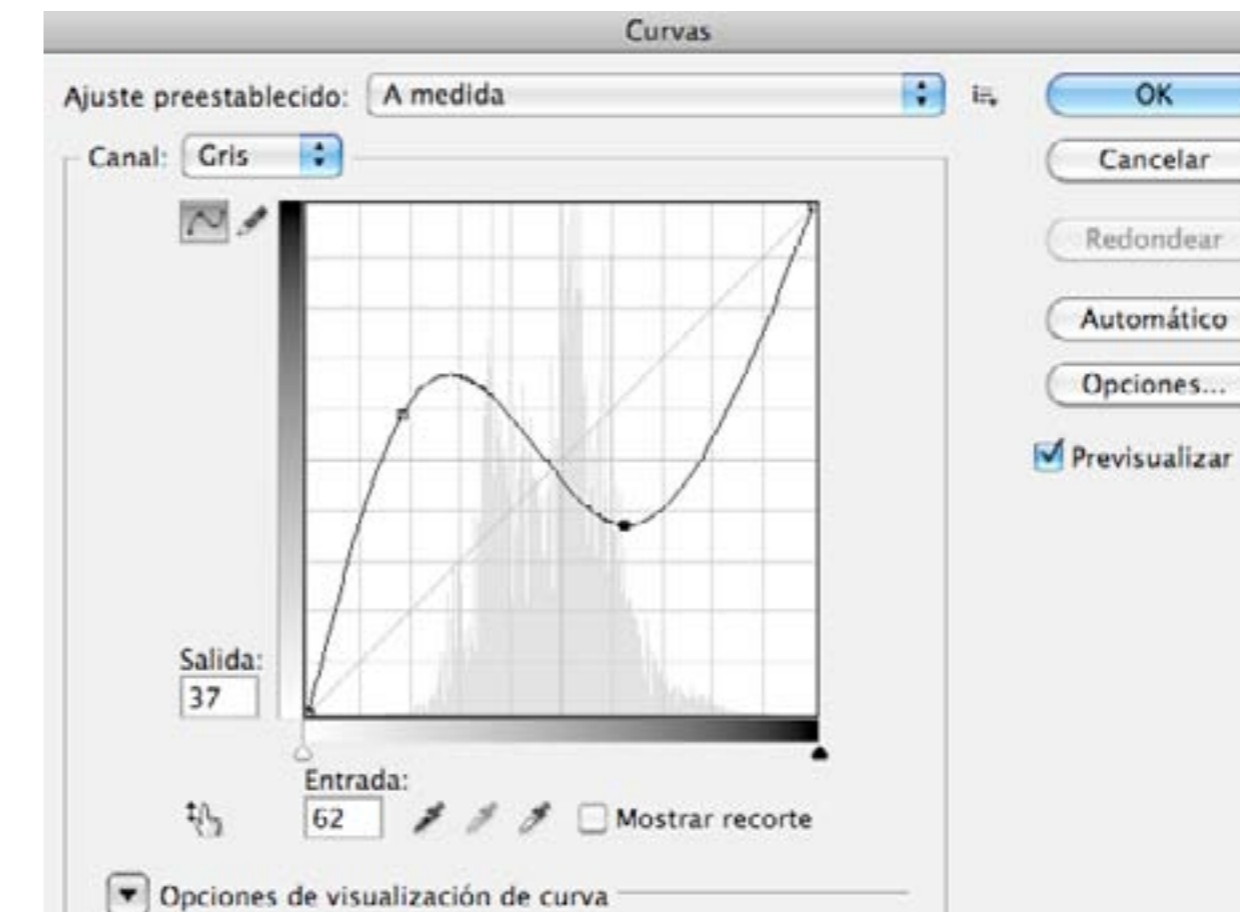 Curvas
Ajuste preestablecido: A medida
OK
Canal: Gris
Cancelar
Redondear
Automático
Opciones...
Previsualizar
Salida:
37
Entrada:
62
Mostrar recorte
Opciones de visualización de curva